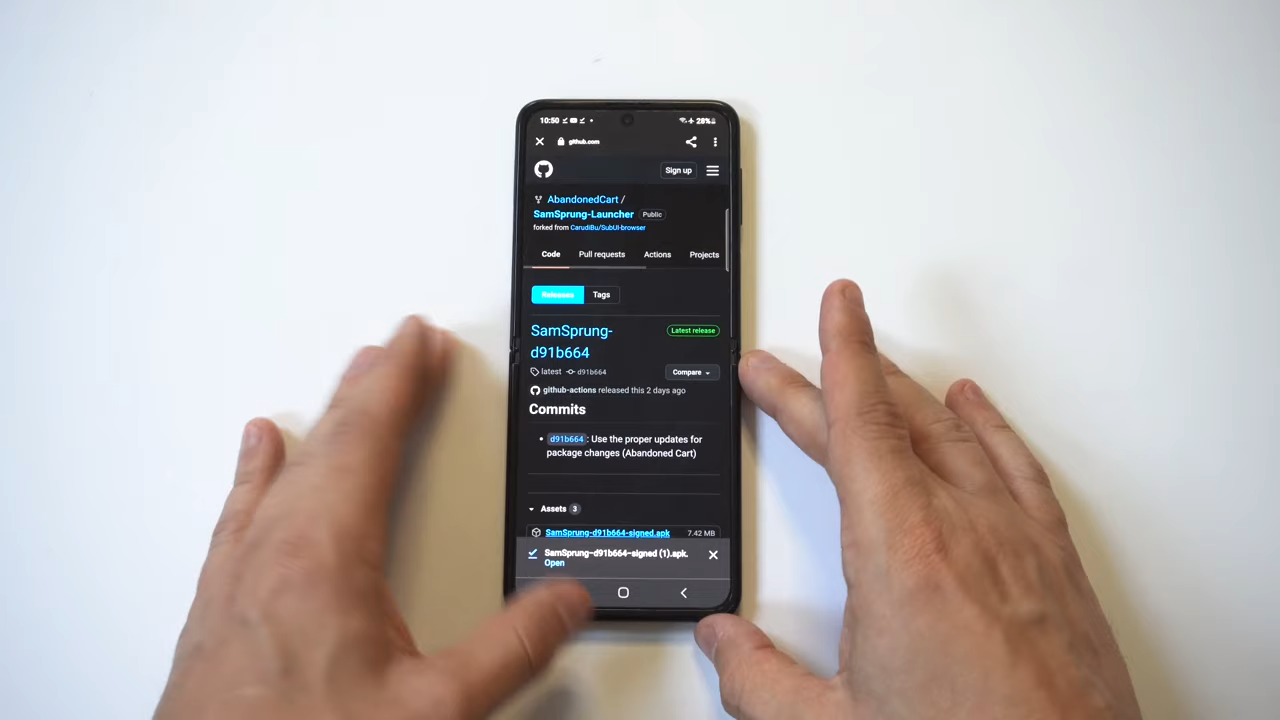 10:50
28%
github.com
Sign up
AbandonedCart /
SamSprung-Launcher Public
forked from CarudiBu/SubUI-browser
Code Pull requests Actions Projects
Releases Tags
SamSprung-
d91b664
Latest release
latest d91b664
Compare
github-actions released this 2 days ago
Commits
d91b664: Use the proper updates for
package changes (Abandoned Cart)
Assets 3
SamSprung-d91b664-signed.apk 7.42 MB
SamSprung-d91b664-signed (1).apk.
Open